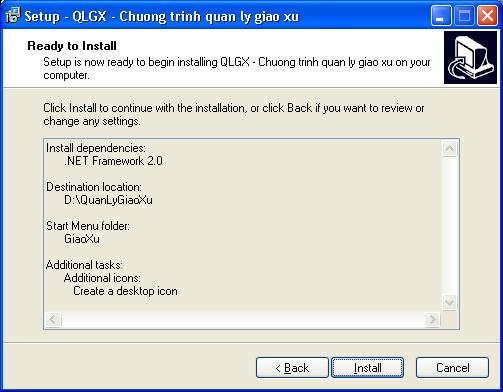 Setup - QLGX - Chuong trinh quan ly giao xu
Ready to Install
Setup is now ready to begin installing QLGX - Chuong trinh quan ly giao xu on your
computer.
Click Install to continue with the installation, or click Back if you want to review or
change any settings.
Install dependencies:
.NET Framework 2.0
Destination location:
D:\QuanLyGiaoXu
Start Menu folder:
GiaoXu
Additional tasks:
Additional icons:
Create a desktop icon
< Back
Install
Cancel